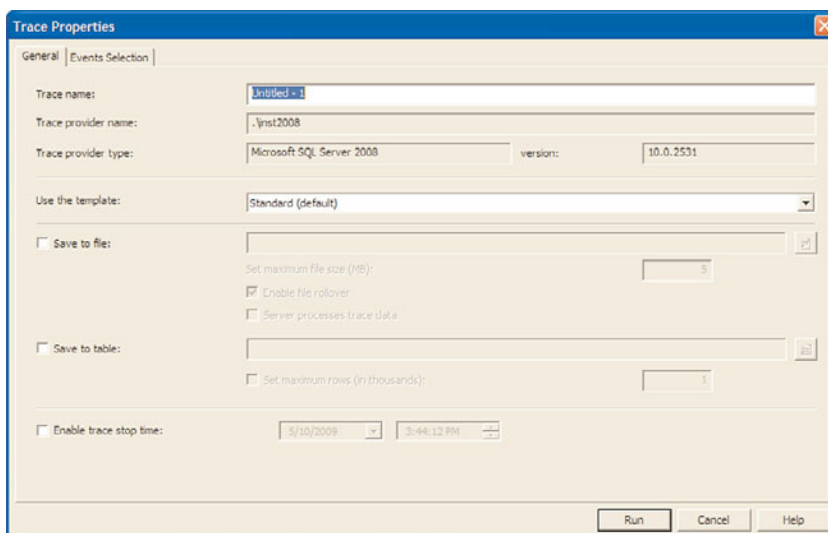 Trace Properties
General Events Selection
Trace name: Untitled - 1
Trace provider name: .\inst2008
Trace provider type: Microsoft SQL Server 2008 version: 10.0.2531
Use the template: Standard (default)
Save to file:
Set maximum file size (MB): 5
Enable file rollover
Server processes trace data
Save to table:
Set maximum rows (in thousands): 1
Enable trace stop time: 5/10/2009 3:44:12 PM
Run Cancel Help